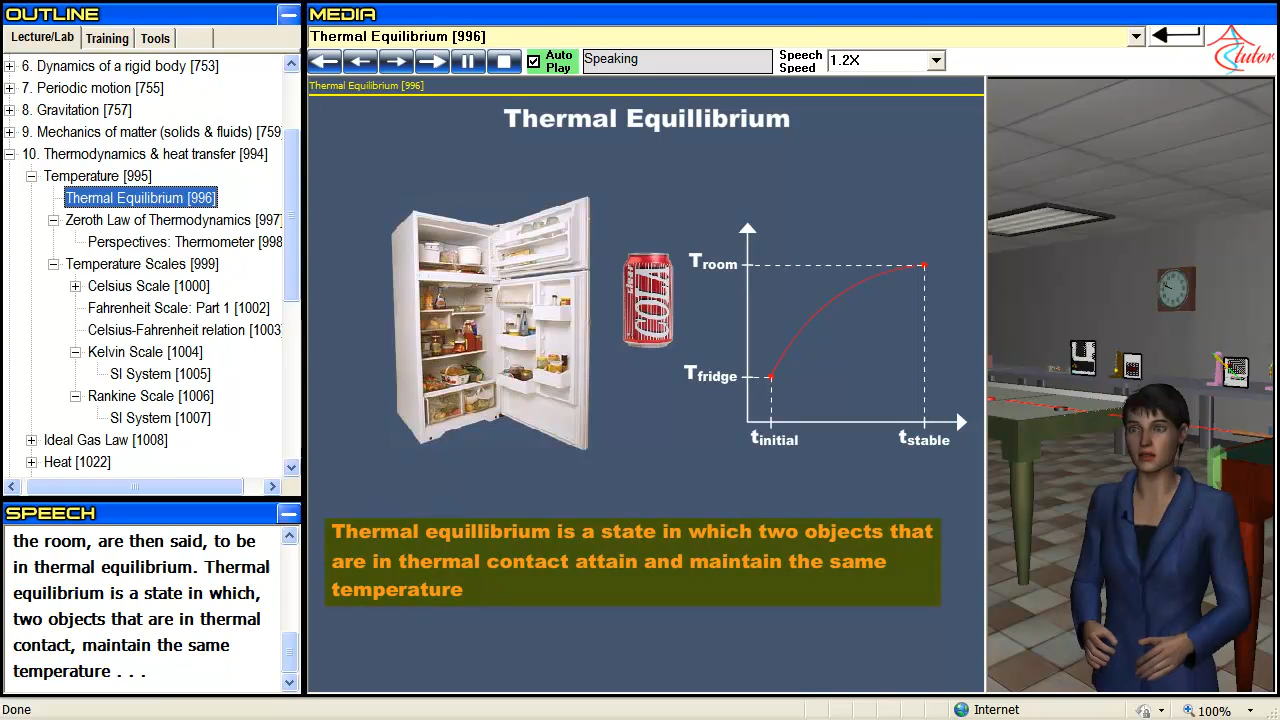 OUTLINE
Lecture/Lab Training Tools
6. Dynamics of a rigid body [753]
7. Periodic motion [755]
8. Gravitation [757]
9. Mechanics of matter (solids & fluids) [759
10. Thermodynamics & heat transfer [994]
Temperature [995]
Thermal Equilibrium [996]
Zeroth Law of Thermodynamics [997
Perspectives: Thermometer [998
Temperature Scales [999]
Celsius Scale [1000]
Fahrenheit Scale: Part 1 [1002]
Celsius-Fahrenheit relation [1003
Kelvin Scale [1004]
SI System [1005]
Rankine Scale [1006]
SI System [1007]
Ideal Gas Law [1008]
Heat [1022]
SPEECH
the room, are then said, to be
in thermal equilibrium. Thermal
equilibrium is a state in which,
two objects that are in thermal
contact, maintain the same
temperature . . .
MEDIA
Thermal Equilibrium [996]
Auto
Play
Speaking
Speech
Speed
1.2X
tutor
Thermal Equilibrium [996]
Thermal Equillibrium
COLA
Troom
Tfridge
tinitial
tstable
Thermal equillibrium is a state in which two objects that
are in thermal contact attain and maintain the same
temperature
Done
Internet
100%